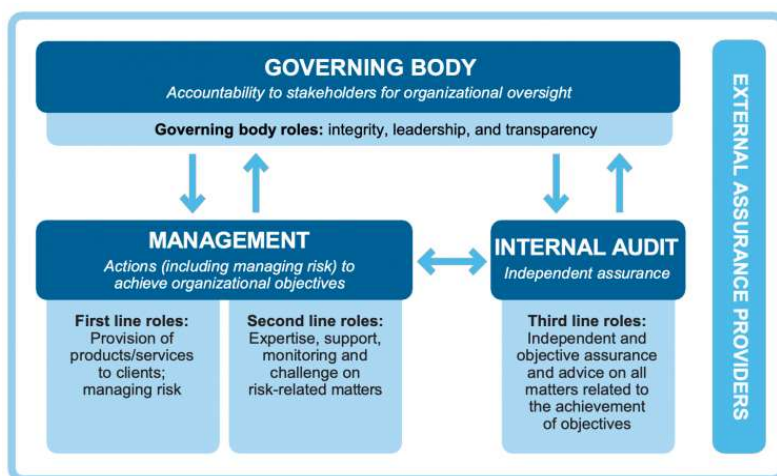 GOVERNING BODY
Accountability to stakeholders for organizational oversight
Governing body roles: integrity, leadership, and transparency
MANAGEMENT
Actions (including managing risk) to
achieve organizational objectives
First line roles:
Provision of
products/services
to clients;
managing risk
Second line roles:
Expertise, support,
monitoring and
challenge on
risk-related matters
INTERNAL AUDIT
Independent assurance
Third line roles:
Independent and
objective assurance
and advice on all
matters related to
the achievement
of objectives
EXTERNAL ASSURANCE PROVIDERS